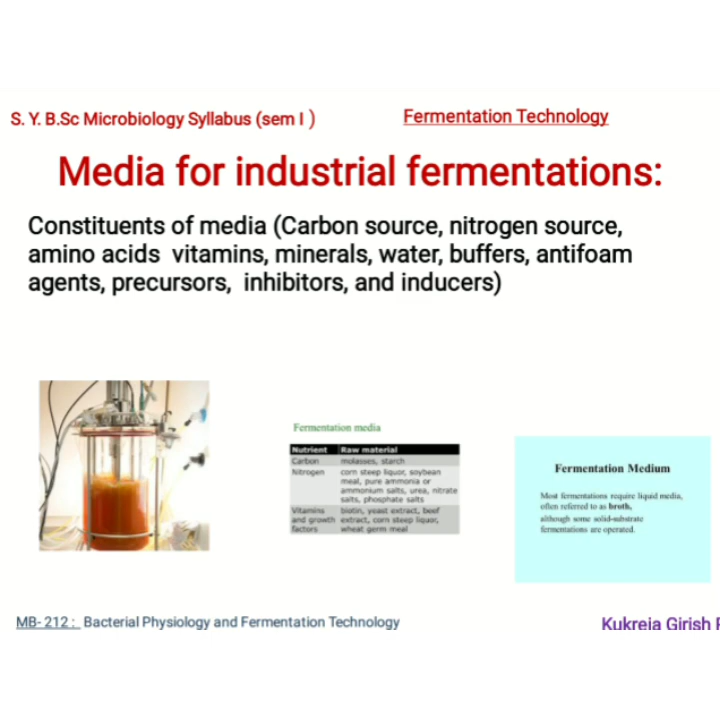 S. Y. B.Sc Microbiology Syllabus (sem I )
Fermentation Technology
Media for industrial fermentations:
Constituents of media (Carbon source, nitrogen source,
amino acids vitamins, minerals, water, buffers, antifoam
agents, precursors, inhibitors, and inducers)
Fermentation media
Nutrient Raw material
Carbon molasses, starch
Nitrogen corn steep liquor, soybean
meal, pure ammonia or
ammonium salts, urea, nitrate
salts, phosphate salts
Vitamins biotin, yeast extract, beef
and growth extract, corn steep liquor,
factors wheat germ meal
Fermentation Medium
Most fermentations require liquid media,
often referred to as broth,
although some solid-substrate
fermentations are operated.
MB- 212 : Bacterial Physiology and Fermentation Technology
Kukreja Girish